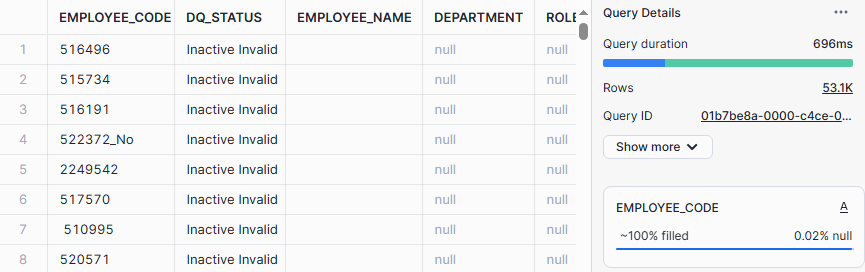 EMPLOYEE_CODE DQ_STATUS EMPLOYEE_NAME DEPARTMENT ROLE
1 516496 Inactive Invalid null null
2 515734 Inactive Invalid null null
3 516191 Inactive Invalid null null
4 522372_No Inactive Invalid null null
5 2249542 Inactive Invalid null null
6 517570 Inactive Invalid null null
7 510995 Inactive Invalid null null
8 520571 Inactive Invalid null null
Query Details ...
Query duration 696ms
Rows 53.1K
Query ID 01b7be8a-0000-c4ce-0...
Show more
EMPLOYEE_CODE A
~100% filled 0.02% null